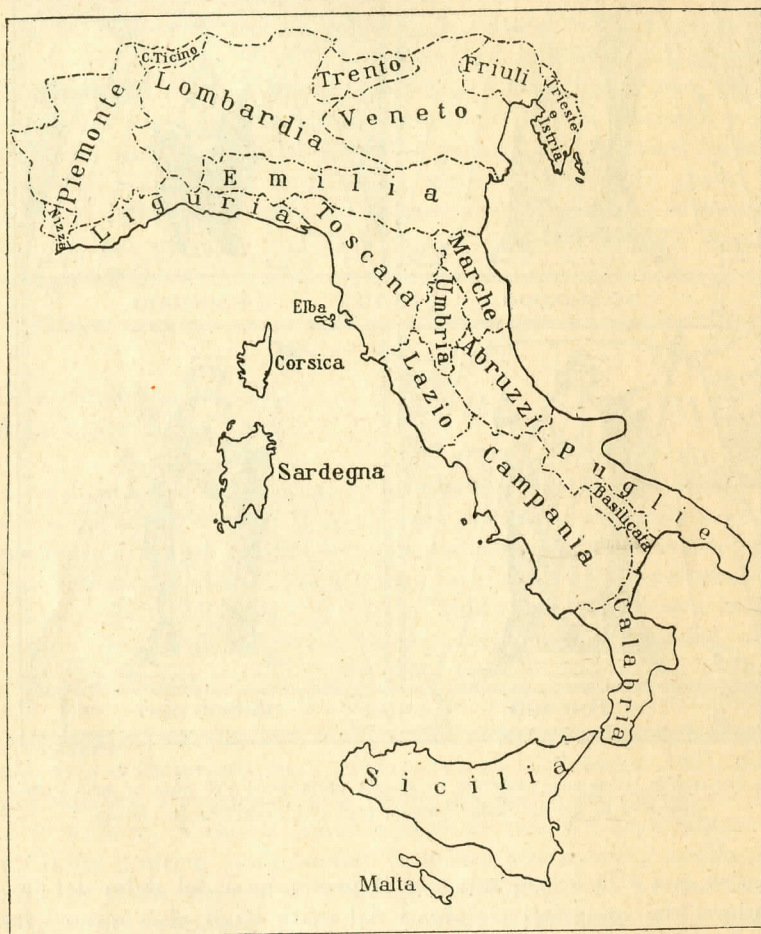 C. Ticino
Trento
Friuli
Piemonte
Lombardia
Veneto
Trieste
e
Istria
Emilia
Nizza
Liguria
Toscana
Marche
Umbria
Elba
Corsica
Abruzzi
Lazio
Sardegna
Puglie
Campania
Basilicata
Calabria
Sicilia
Malta